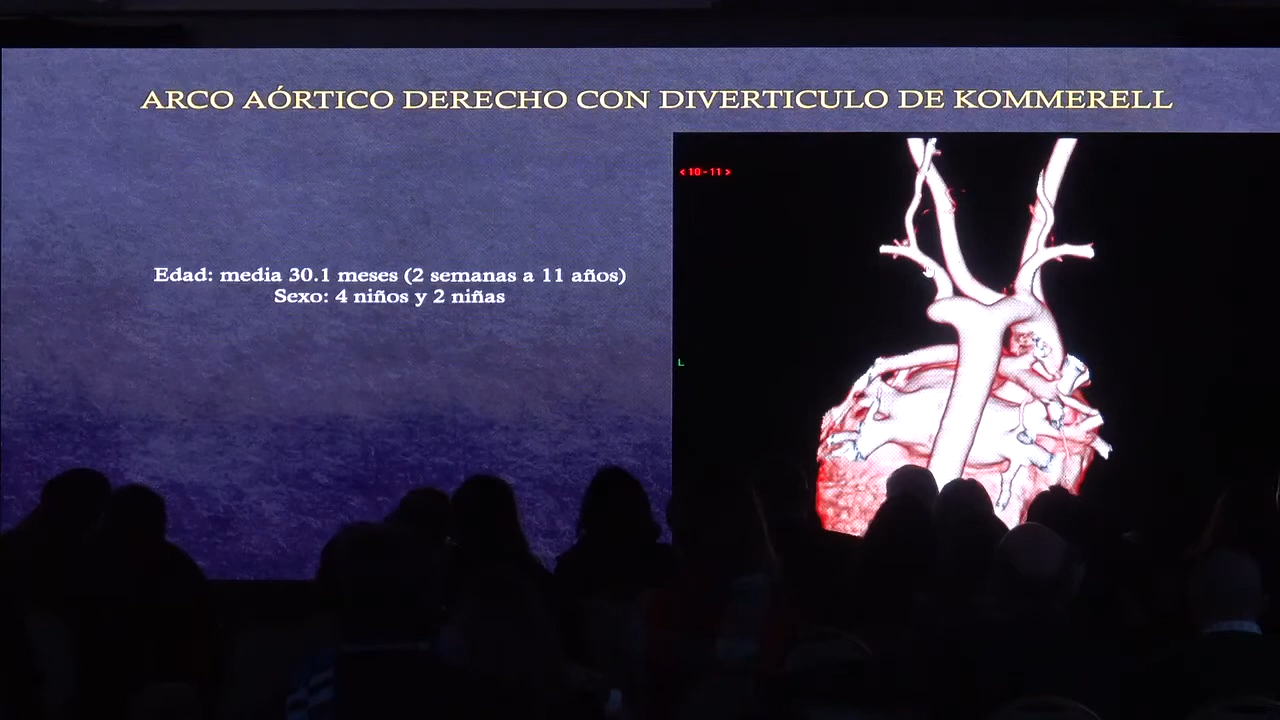 ARCO AÓRTICO DERECHO CON DIVERTICULO DE KOMMERELL
<10-11>
Edad: media 30.1 meses (2 semanas a 11 años)
Sexo: 4 niños y 2 niñas
L